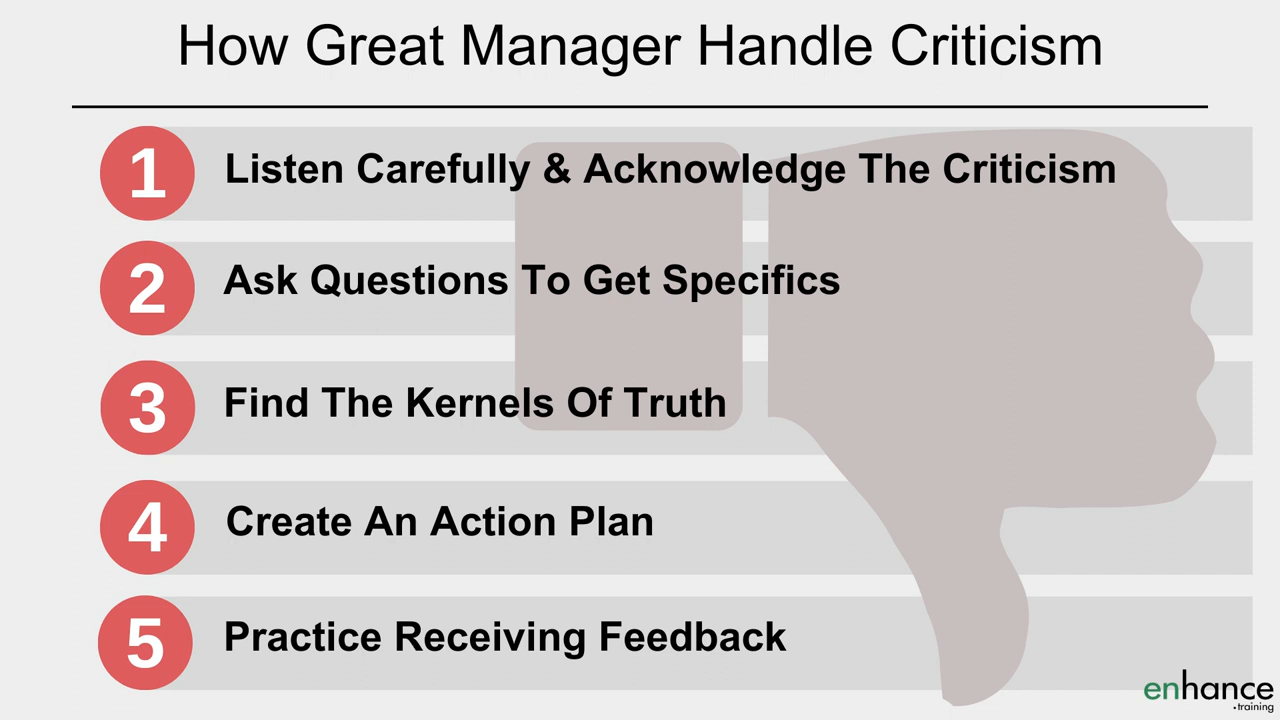 How Great Manager Handle Criticism
1 Listen Carefully & Acknowledge The Criticism
2 Ask Questions To Get Specifics
3 Find The Kernels Of Truth
4 Create An Action Plan
5 Practice Receiving Feedback
enhance
.training